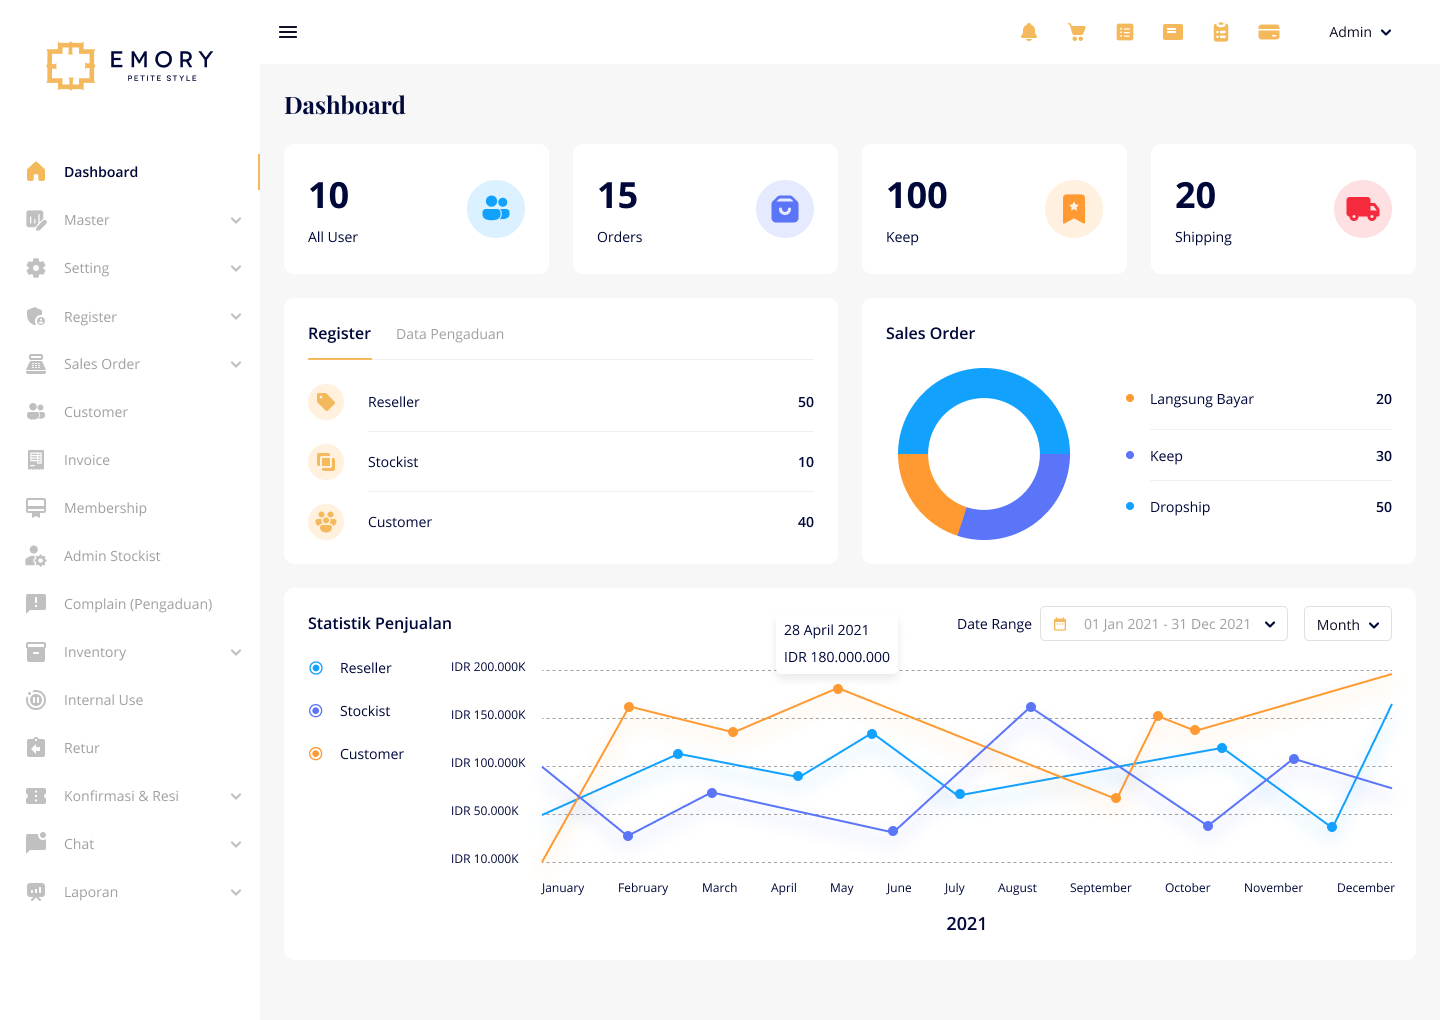 EMORY
PETITE STYLE
Admin
Dashboard
Dashboard
Master
Setting
Register
Sales Order
Customer
Invoice
Membership
Admin Stockist
Complain (Pengaduan)
Inventory
Internal Use
Retur
Konfirmasi & Resi
Chat
Laporan
10
All User
15
Orders
100
Keep
20
Shipping
Register
Data Pengaduan
Reseller
50
Stockist
10
Customer
40
Sales Order
Langsung Bayar
20
Keep
30
Dropship
50
Statistik Penjualan
28 April 2021
IDR 180.000.000
Date Range
01 Jan 2021 - 31 Dec 2021
Month
Reseller
Stockist
Customer
IDR 200.000K
IDR 150.000K
IDR 100.000K
IDR 50.000K
IDR 10.000K
January February March April May June July August September October November December
2021